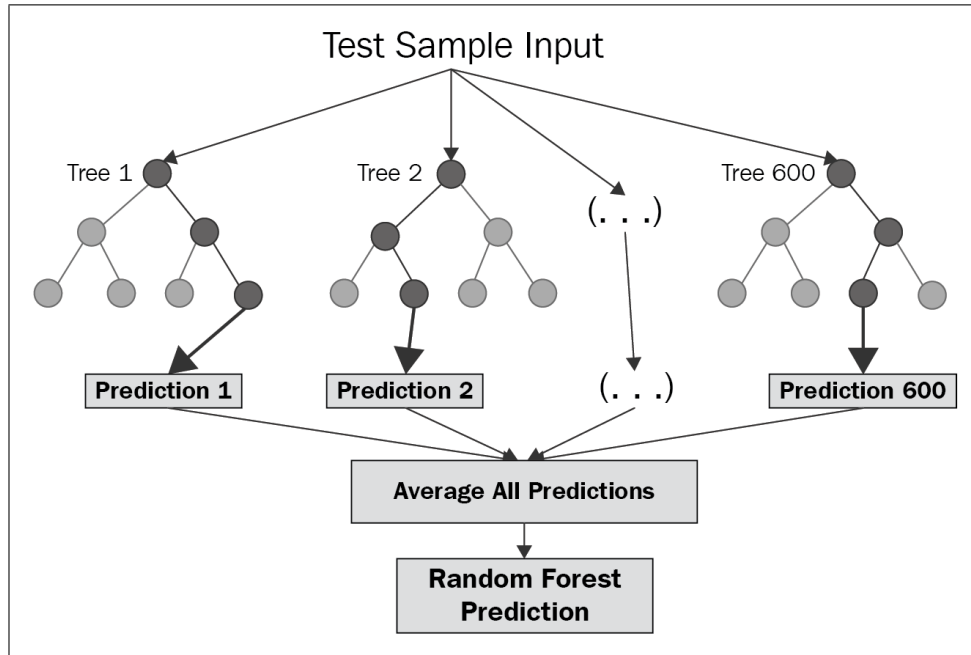 Test Sample Input
Tree 1
Tree 2
Tree 600
(. . .)
Prediction 1
Prediction 2
(. . .)
Prediction 600
Average All Predictions
Random Forest
Prediction